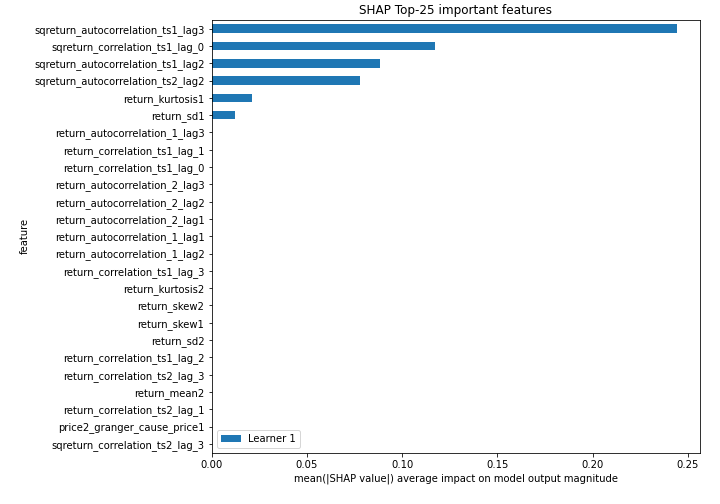 SHAP Top-25 important features
sqreturn_autocorrelation_ts1_lag3
sqreturn_correlation_ts1_lag_0
sqreturn_autocorrelation_ts1_lag2
sqreturn_autocorrelation_ts2_lag2
return_kurtosis1
return_sd1
return_autocorrelation_1_lag3
return_correlation_ts1_lag_1
return_correlation_ts1_lag_0
return_autocorrelation_2_lag3
return_autocorrelation_2_lag2
return_autocorrelation_2_lag1
return_autocorrelation_1_lag1
return_autocorrelation_1_lag2
return_correlation_ts1_lag_3
return_kurtosis2
return_skew2
return_skew1
return_sd2
return_correlation_ts1_lag_2
return_correlation_ts2_lag_3
return_mean2
return_correlation_ts2_lag_1
price2_granger_cause_price1
sqreturn_correlation_ts2_lag_3
feature
Learner 1
0.00 0.05 0.10 0.15 0.20 0.25
mean(|SHAP value|) average impact on model output magnitude